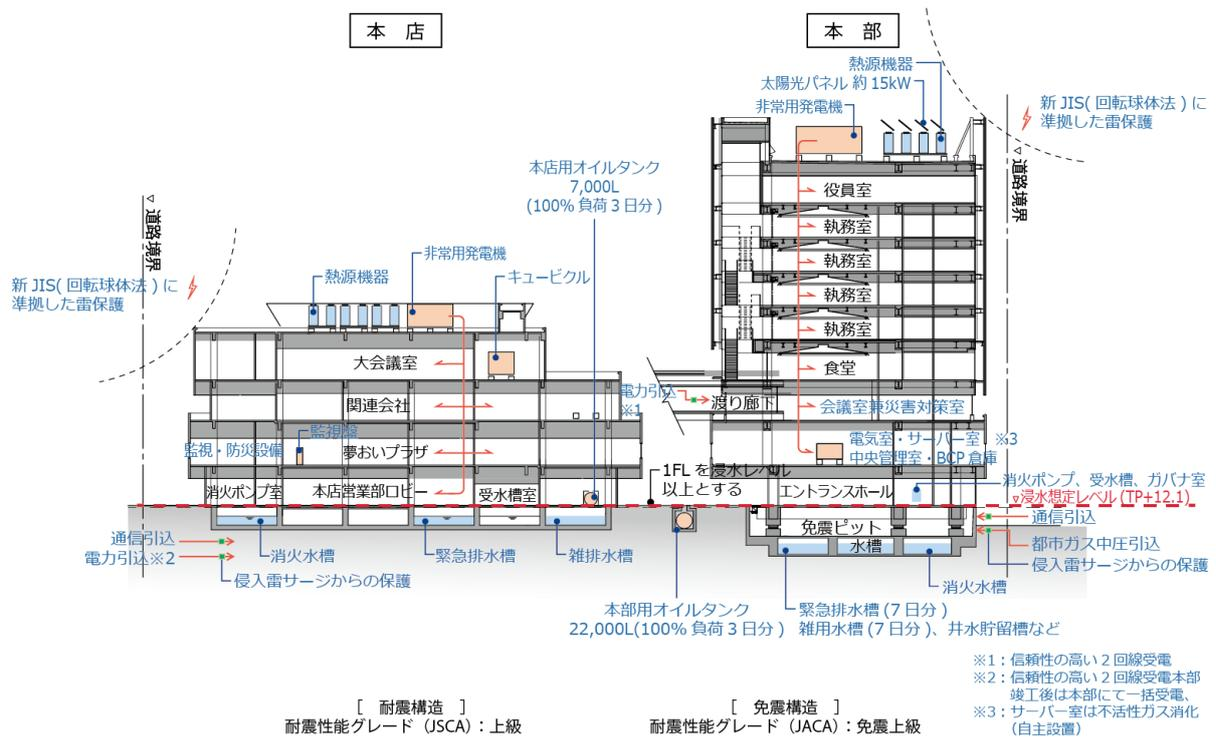 本　店
本　部
熱源機器
太陽光パネル 約 15kW
非常用発電機
新 JIS( 回転球体法 ) に
準拠した雷保護
道路境界
本店用オイルタンク
7,000L
(100% 負荷 3 日分 )
役員室
執務室
執務室
執務室
執務室
食堂
会議室兼災害対策室
電気室・サーバー室　※3
中央管理室・BCP 倉庫
消火ポンプ、受水槽、ガバナ室
エントランスホール
▽浸水想定レベル (TP+12.1)
通信引込
免震ピット
水槽
都市ガス中圧引込
侵入雷サージからの保護
消火水槽
道路境界
新 JIS( 回転球体法 ) に
準拠した雷保護
熱源機器
非常用発電機
キュービクル
大会議室
関連会社
電力引込
※1
渡り廊下
監視盤
監視・防災設備
夢おいプラザ
1FL を浸水レベル
以上とする
消火ポンプ室
本店営業部ロビー
受水槽室
通信引込
電力引込※2
消火水槽
緊急排水槽
雑排水槽
侵入雷サージからの保護
本部用オイルタンク
22,000L(100% 負荷 3 日分 )
緊急排水槽 (7 日分 )
雑用水槽 (7 日分 )、井水貯留槽など
※1：信頼性の高い 2 回線受電
※2：信頼性の高い 2 回線受電本部
竣工後は本部にて一括受電、
※3：サーバー室は不活性ガス消化
（自主設置）
［　耐震構造　］
耐震性能グレード（JSCA）：上級
［　免震構造　］
耐震性能グレード（JACA）：免震上級